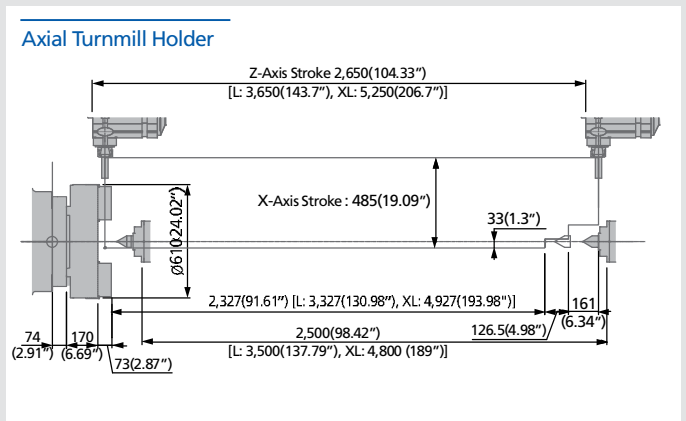 Axial Turnmill Holder
Z-Axis Stroke 2,650(104.33”)
[L: 3,650(143.7”), XL: 5,250(206.7”)]
X-Axis Stroke : 485(19.09”)
Ø610(24.02”)
33(1.3”)
2,327(91.61”) [L: 3,327(130.98”), XL: 4,927(193.98”)]
161
(6.34”)
74
(2.91”)
170
(6.69”)
2,500(98.42”)
126.5(4.98”)
[L: 3,500(137.79”), XL: 4,800 (189”)]
73(2.87”)